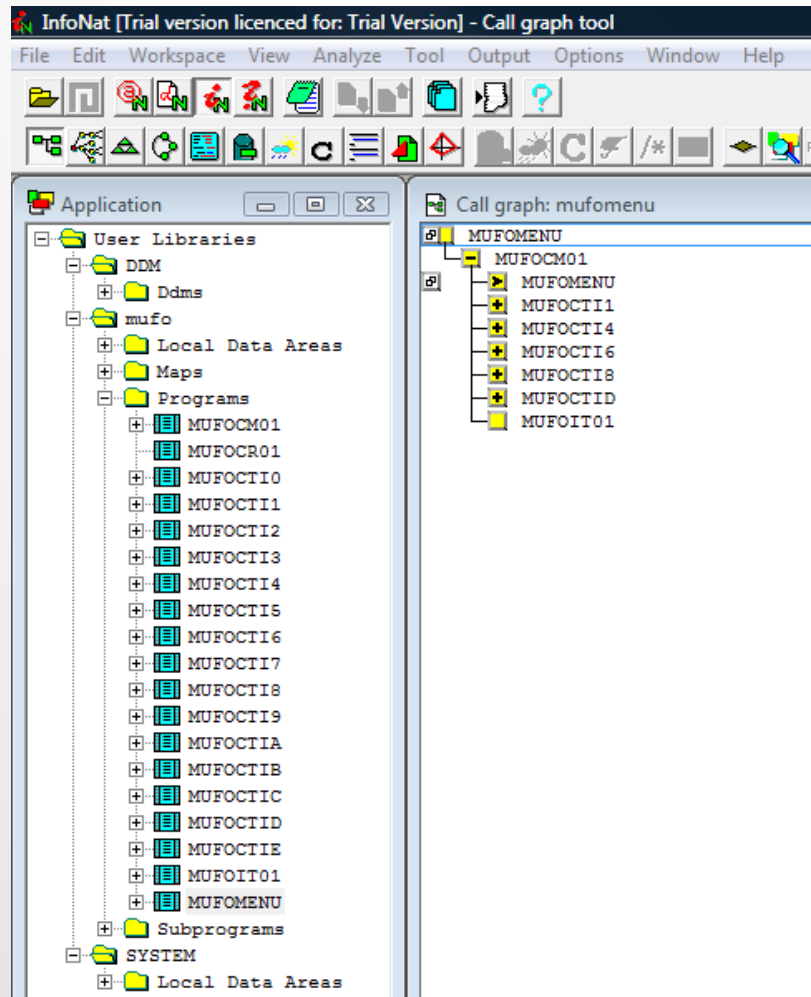 InfoNat [Trial version licenced for: Trial Version] - Call graph tool
File Edit Workspace View Analyze Tool Output Options Window Help
Application
User Libraries
DDM
Ddms
mufo
Local Data Areas
Maps
Programs
MUFOCM01
MUFOCR01
MUFOCTI0
MUFOCTI1
MUFOCTI2
MUFOCTI3
MUFOCTI4
MUFOCTI5
MUFOCTI6
MUFOCTI7
MUFOCTI8
MUFOCTI9
MUFOCTIA
MUFOCTIB
MUFOCTIC
MUFOCTID
MUFOCTIE
MUFOIT01
MUFOMENU
Subprograms
SYSTEM
Local Data Areas
Call graph: mufomenu
MUFOMENU
MUFOCM01
MUFOMENU
MUFOCTI1
MUFOCTI4
MUFOCTI6
MUFOCTI8
MUFOCTID
MUFOIT01